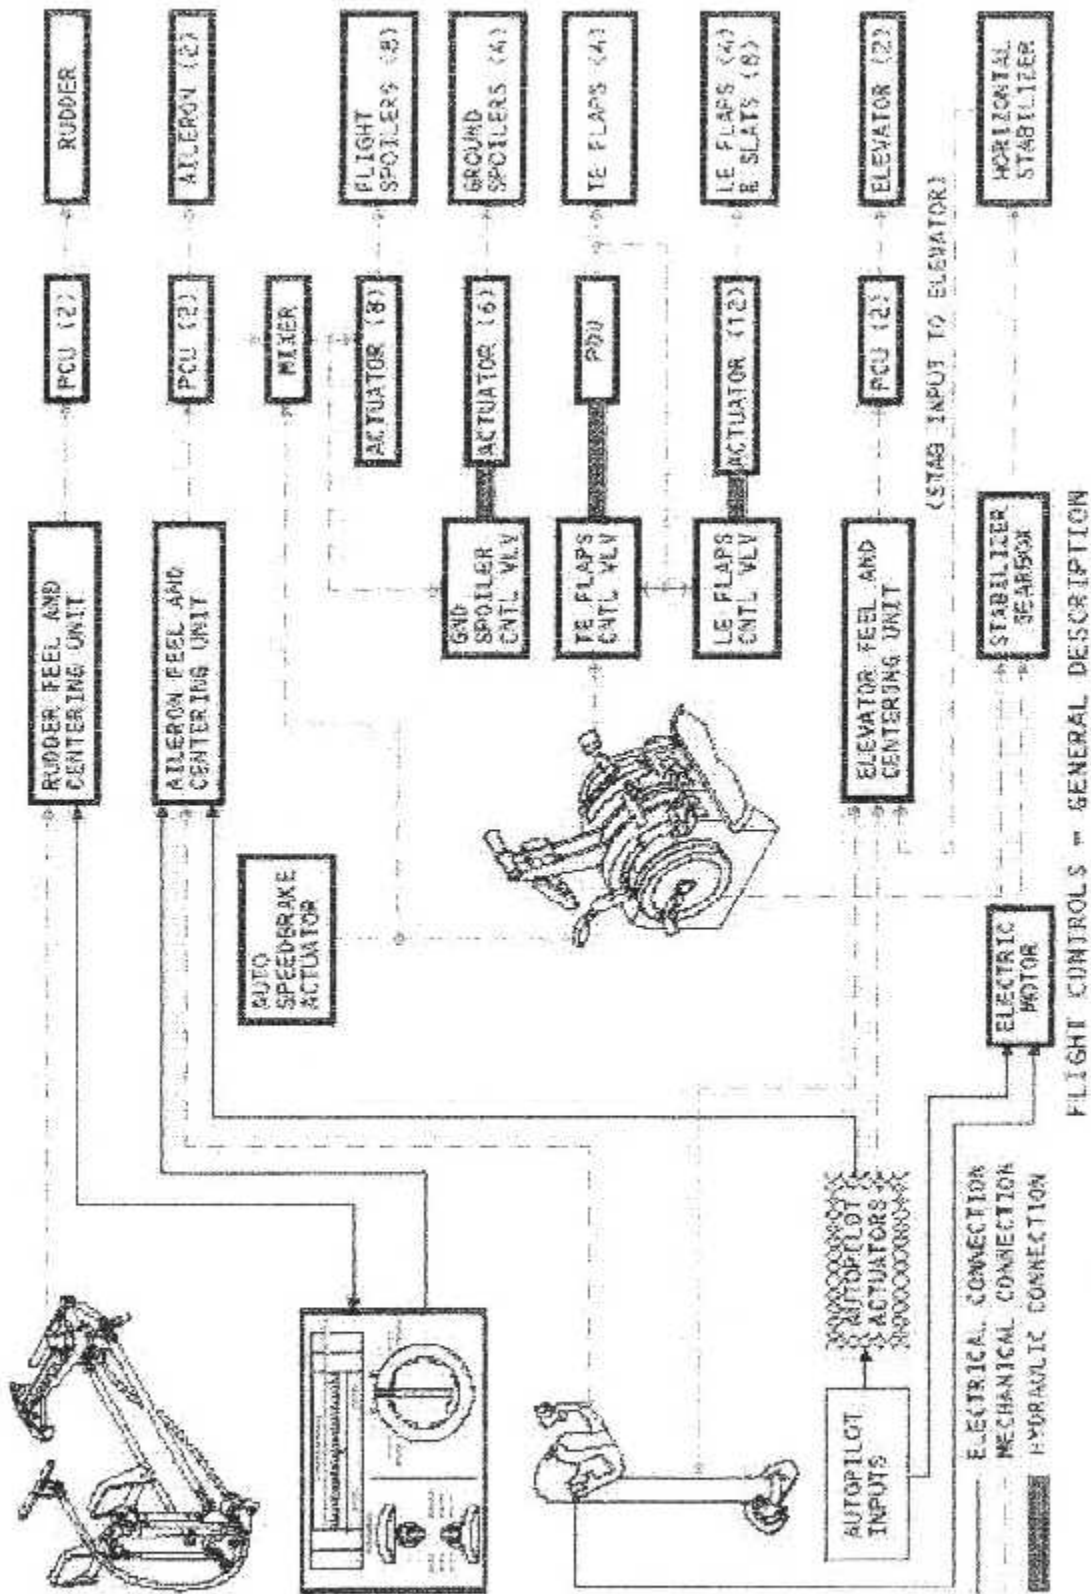 RUDDER FEEL AND
CENTERING UNIT
PCU (2)
RUDDER
AILERON FEEL AND
CENTERING UNIT
PCU (2)
AILERON (2)
AUTO
SPEEDBRAKE
ACTUATOR
MIXER
ACTUATOR (8)
FLIGHT
SPOILERS (8)
GND
SPOILER
CNTL VLV
ACTUATOR (6)
GROUND
SPOILERS (4)
TE FLAPS
CNTL VLV
PDU
TE FLAPS (4)
LE FLAPS
CNTL VLV
ACTUATOR (12)
LE FLAPS (4)
R SLATS (8)
AUTOPILOT
INPUTS
AUTOPILOT
ACTUATORS
ELEVATOR FEEL AND
CENTERING UNIT
PCU (2)
ELEVATOR (2)
(STAB INPUT TO ELEVATOR)
ELECTRIC
MOTOR
STABILIZER
GEARBOX
HORIZONTAL
STABILIZER
ELECTRICAL CONNECTION
MECHANICAL CONNECTION
HYDRAULIC CONNECTION
FLIGHT CONTROLS - GENERAL DESCRIPTION